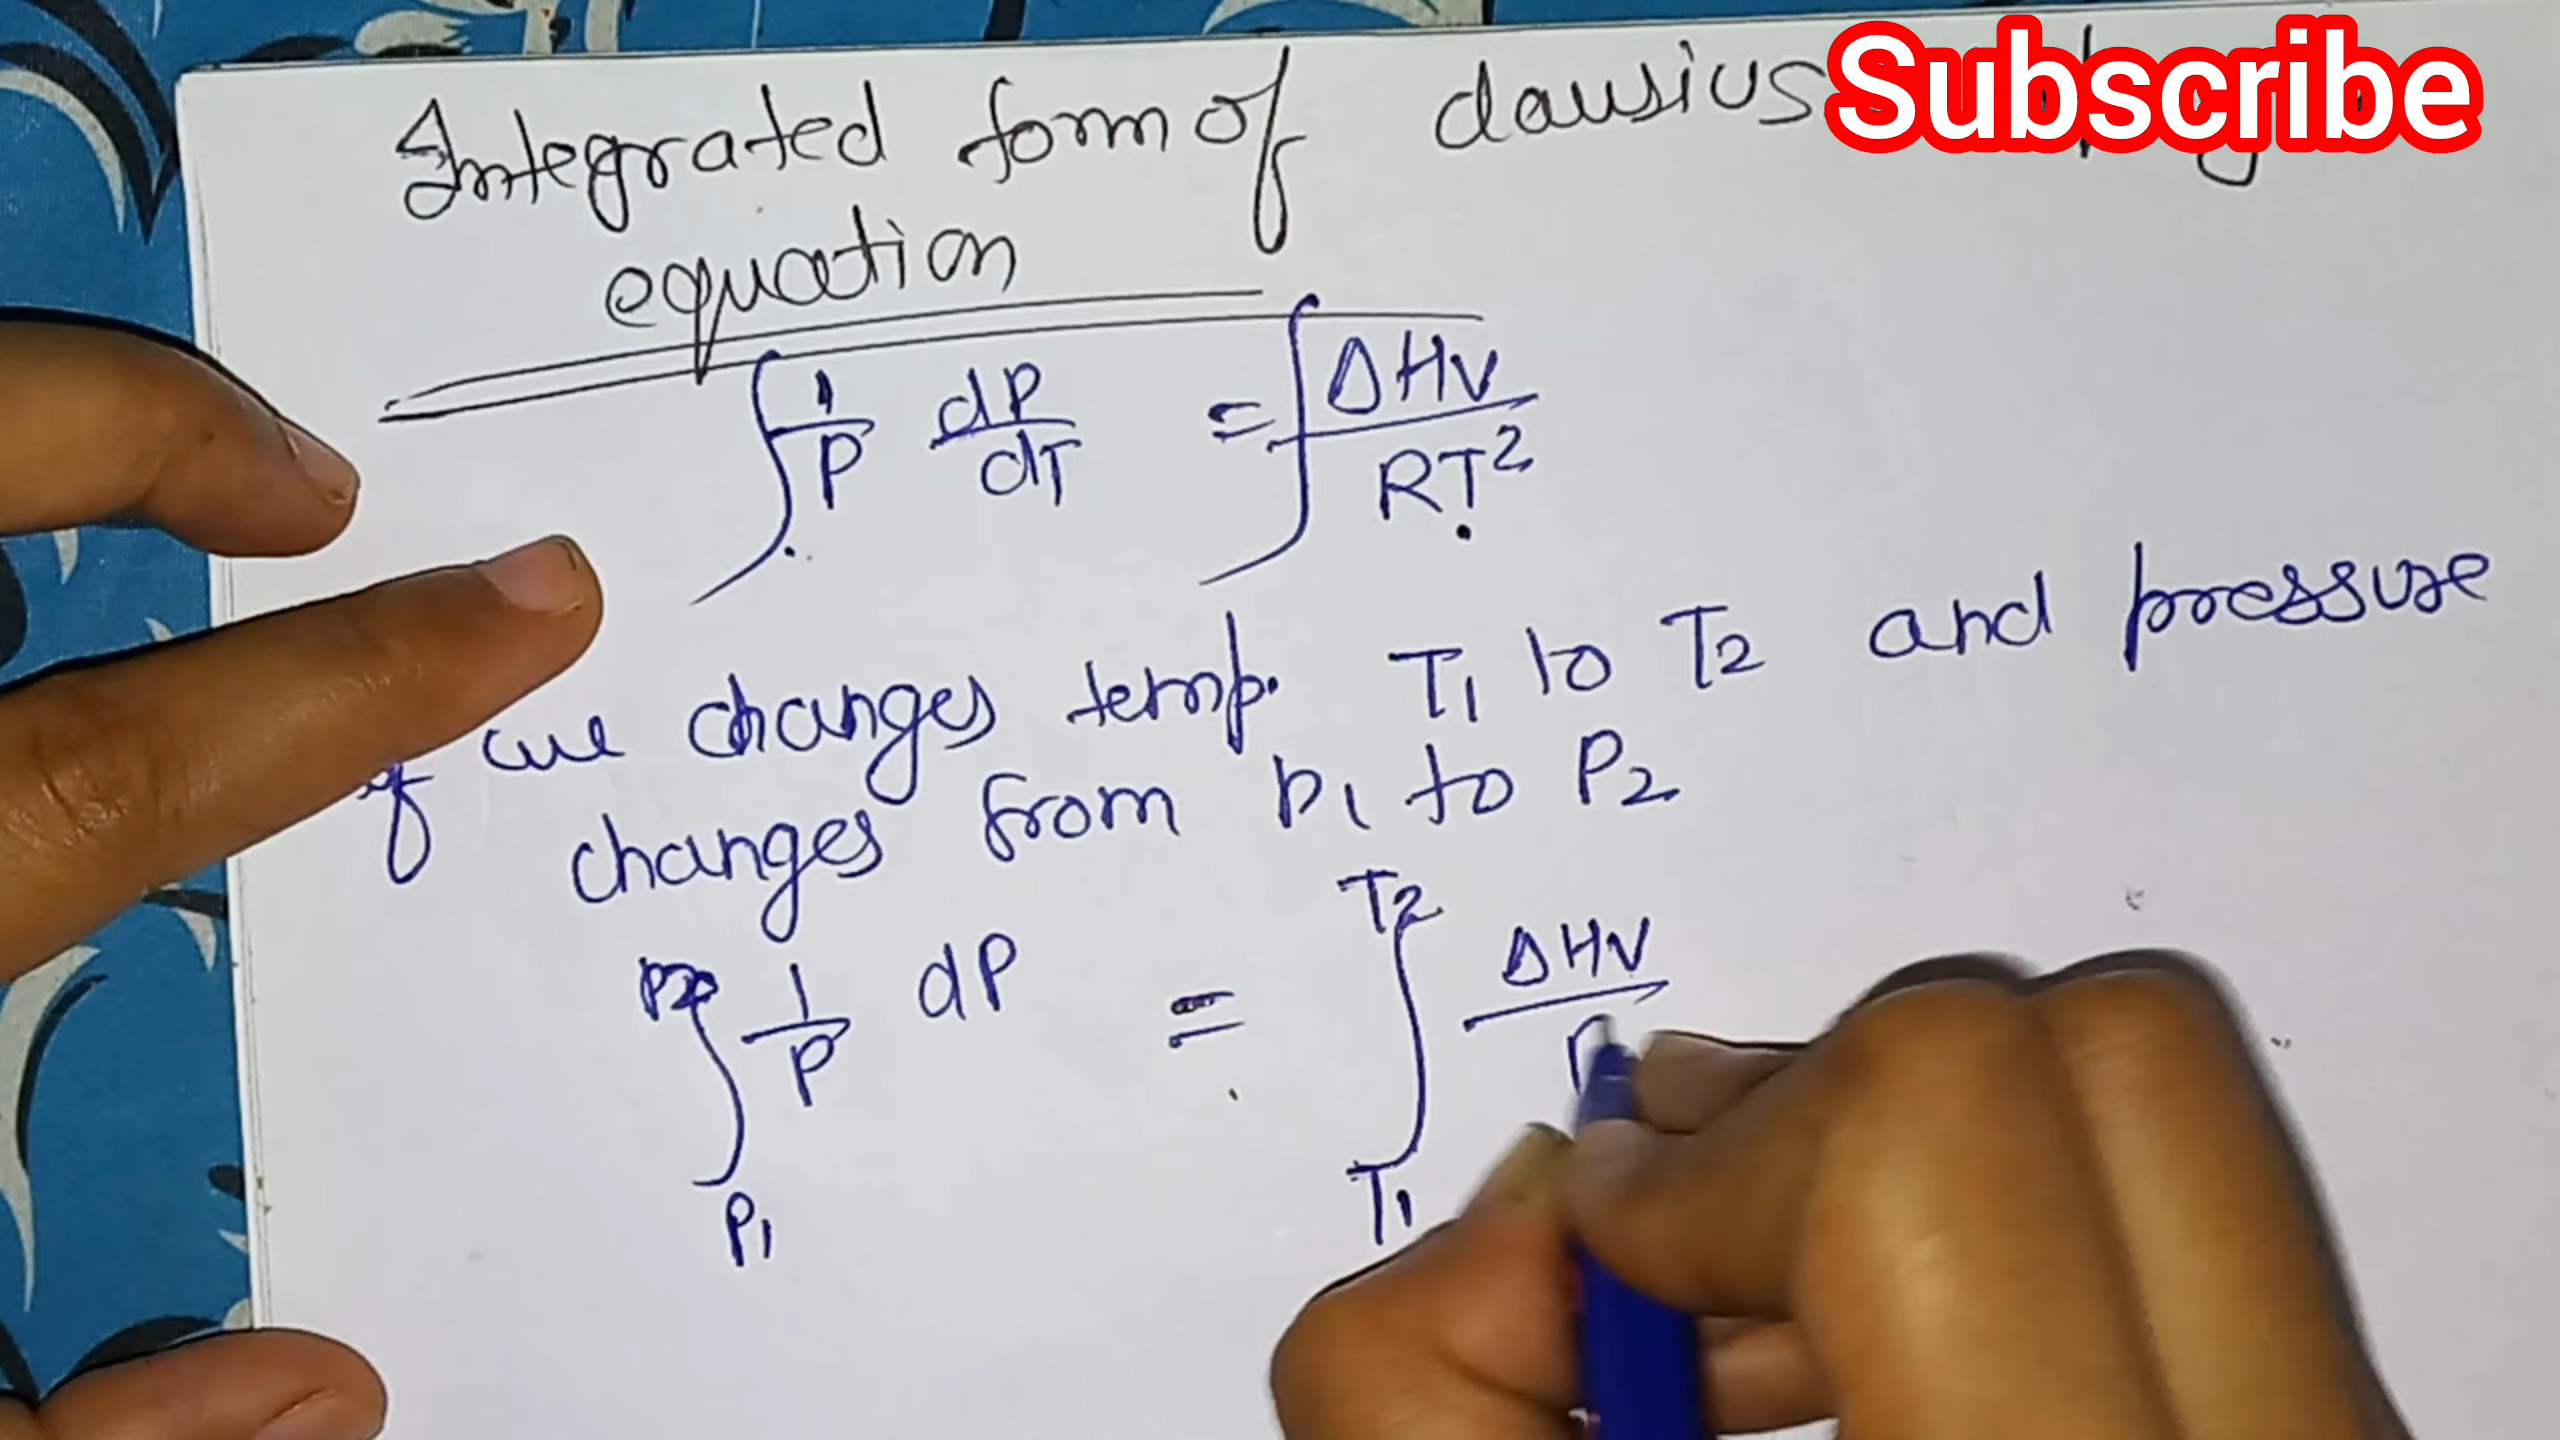 Integrated form of clausius
Subscribe
equation
∫ 1/P dP/dT = ∫ ΔHv/RT²
if we changes temp. T1 to T2 and pressure
changes from p1 to P2
∫ P2 P1 1/P dP = ∫ T2 T1 ΔHv/